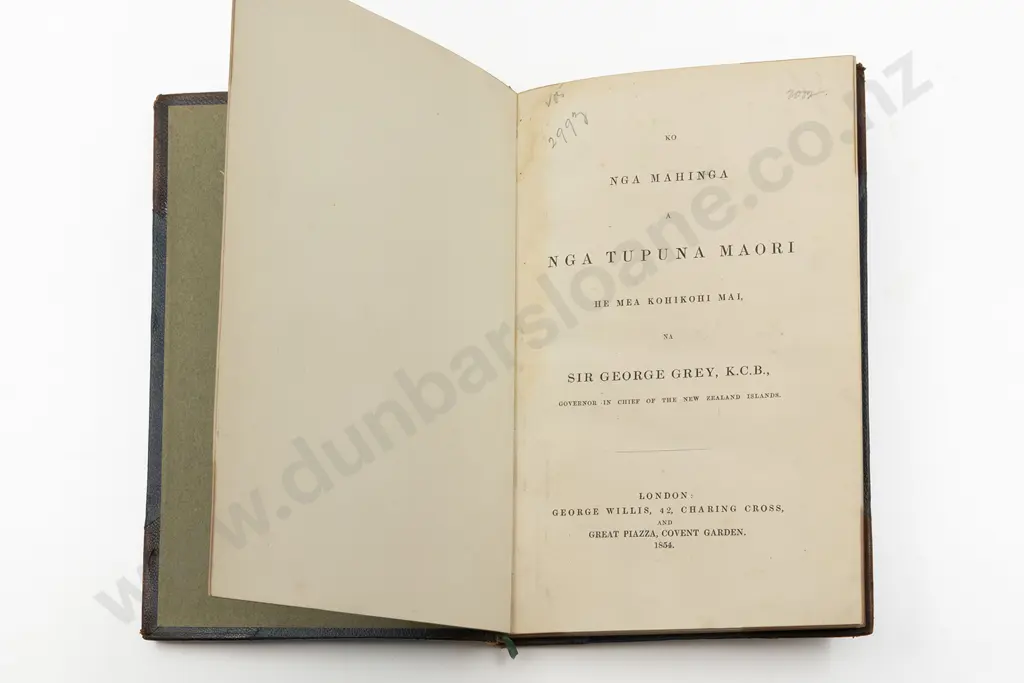 2997
KO
NGA MAHINGA
A
NGA TUPUNA MAORI
HE MEA KOHIKOHI MAI,
NA
SIR GEORGE GREY, K.C.B.,
GOVERNOR IN CHIEF OF THE NEW ZEALAND ISLANDS.
LONDON:
GEORGE WILLIS, 42, CHARING CROSS,
AND
GREAT PIAZZA, COVENT GARDEN.
1854.
www.dunbarsloane.co.nz